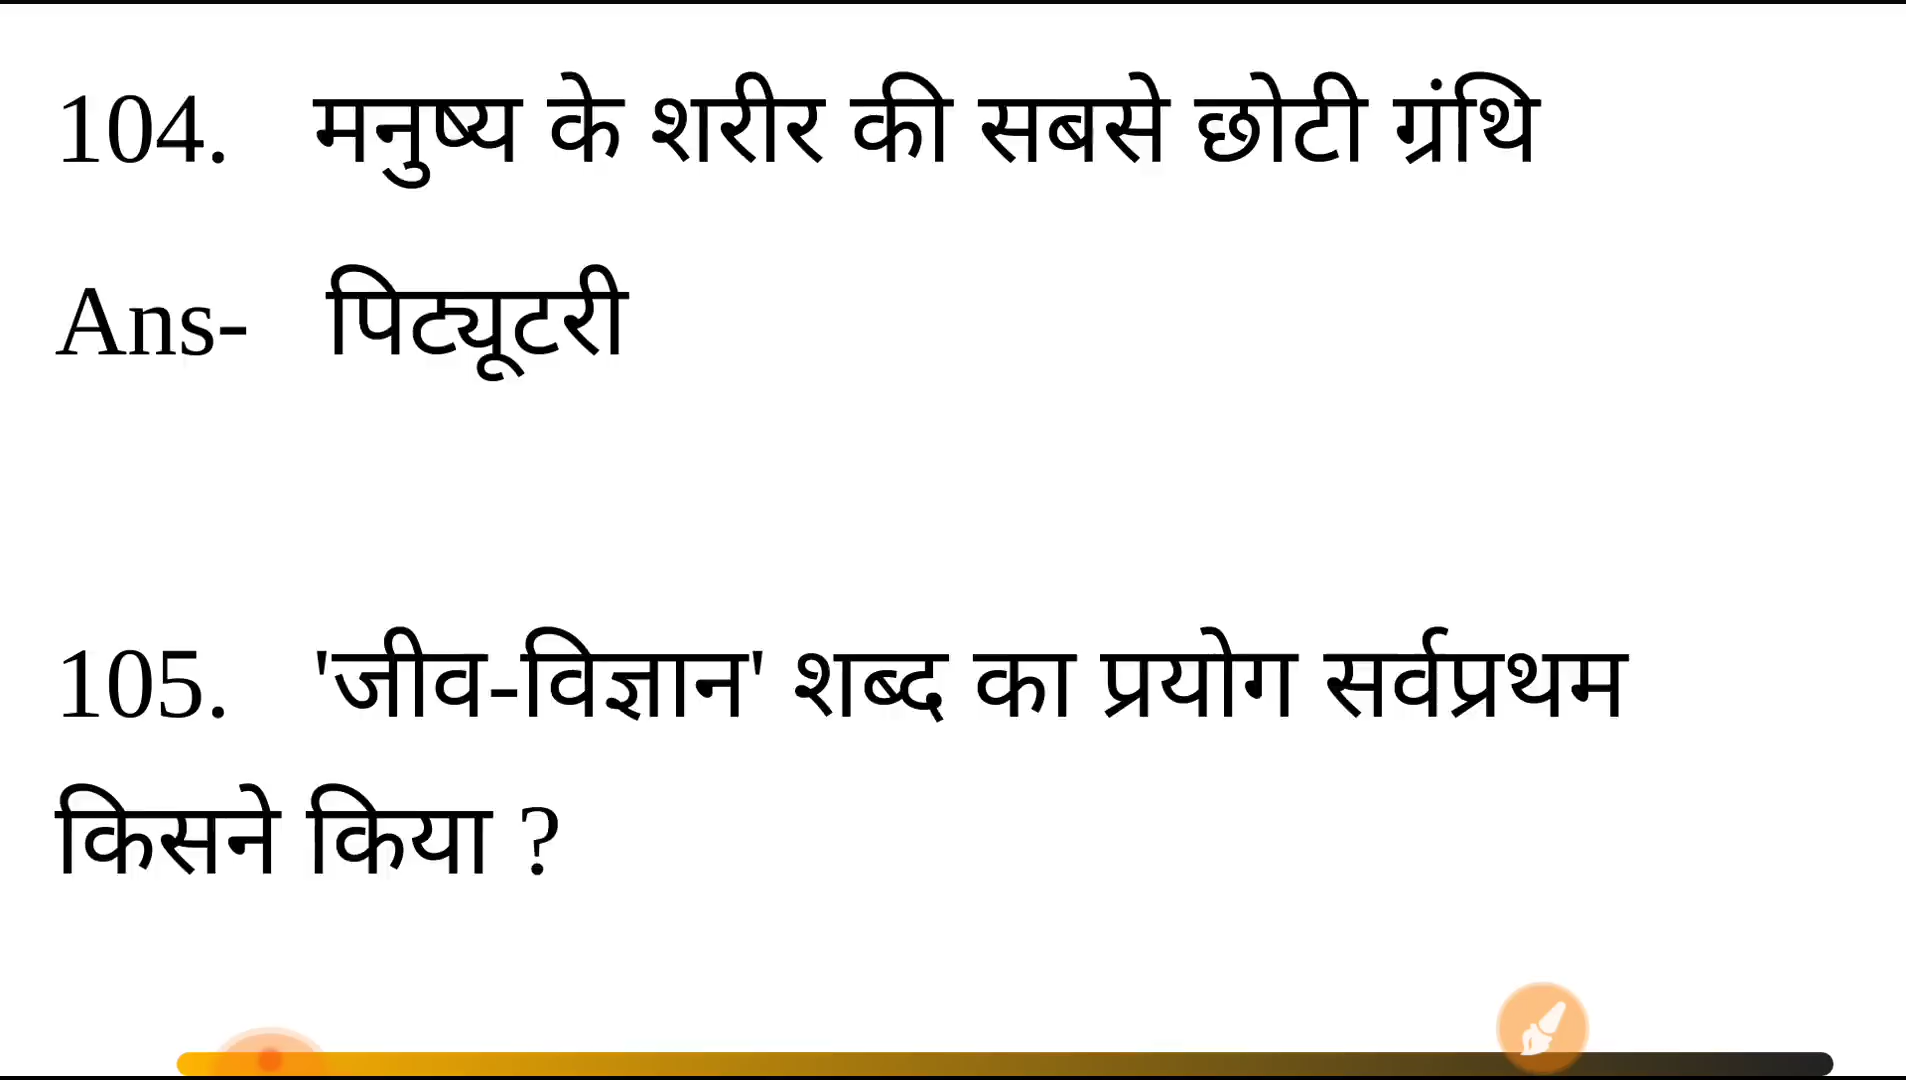 104. मनुष्य के शरीर की सबसे छोटी ग्रंथि
Ans- पिट्यूटरी
105. 'जीव-विज्ञान' शब्द का प्रयोग सर्वप्रथम
किसने किया ?